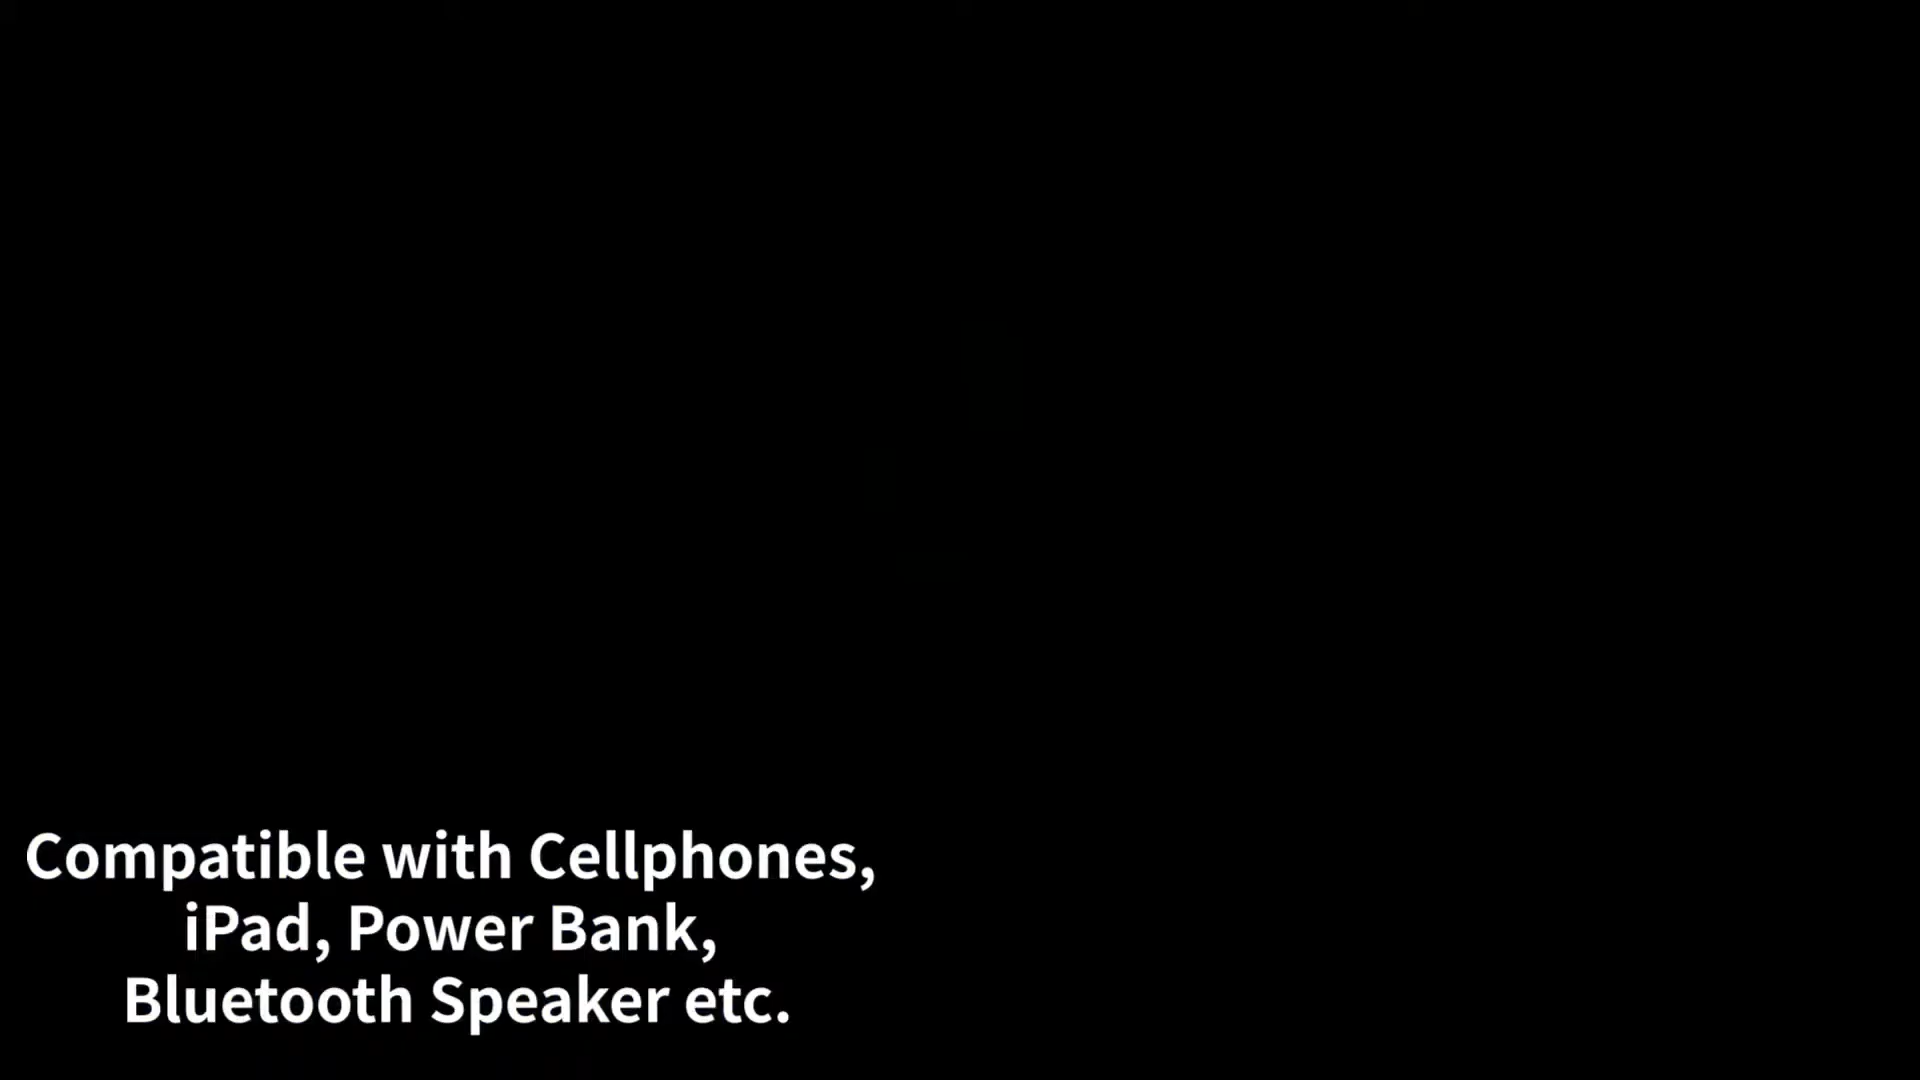 Compatible with Cellphones,
iPad, Power Bank,
Bluetooth Speaker etc.